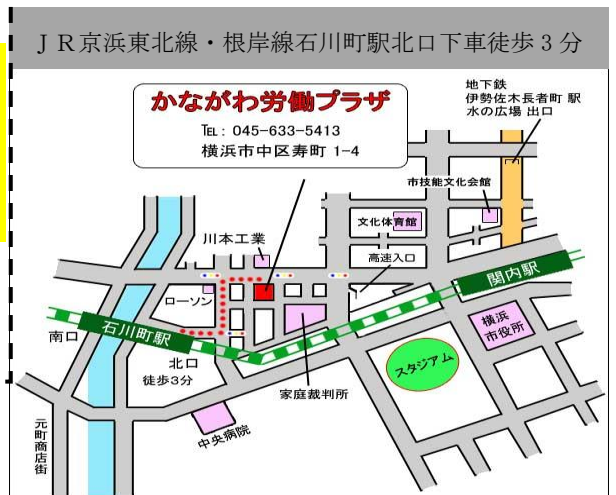 ＪＲ京浜東北線・根岸線石川町駅北口下車徒歩３分
かながわ労働プラザ
TEL: 045-633-5413
横浜市中区寿町 1-4
地下鉄
伊勢佐木長者町 駅
水の広場 出口
市技能文化会館
文化体育館
川本工業
高速入口
関内駅
ローソン
石川町駅
南口
横浜
市役所
北口
徒歩3分
スタジアム
家庭裁判所
元町商店街
中央病院